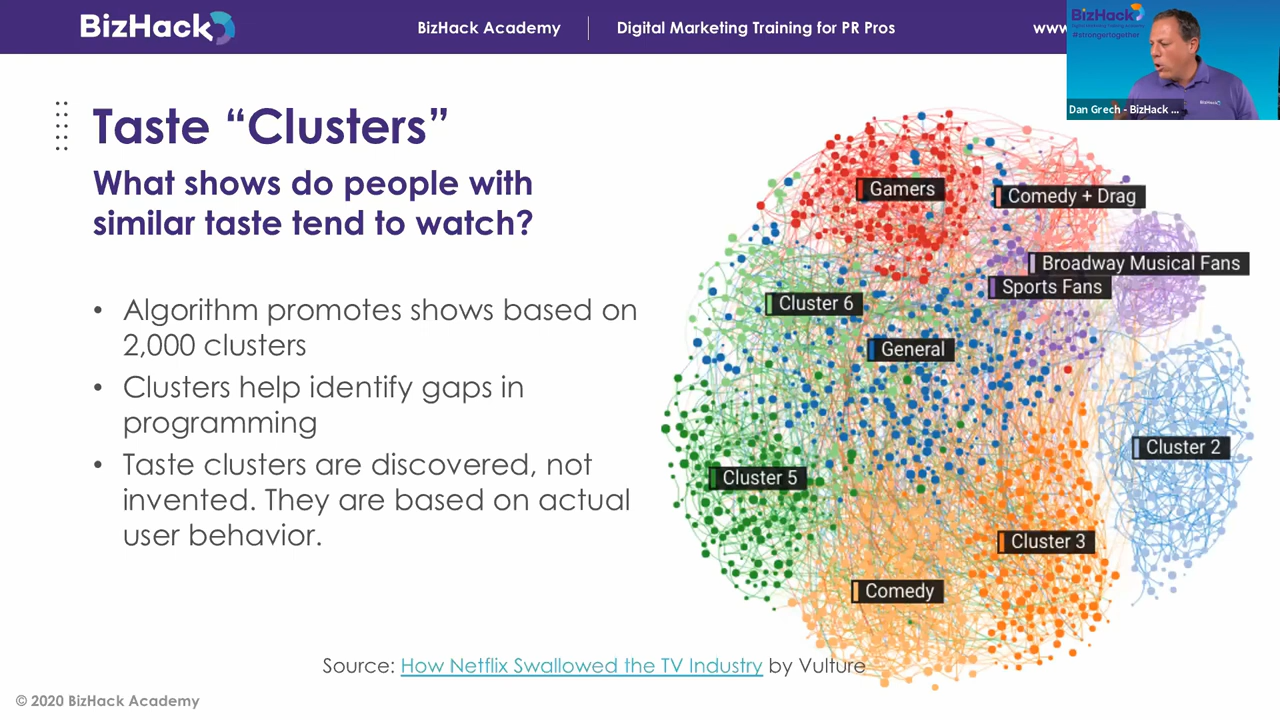 BizHack
BizHack Academy
Digital Marketing Training for PR Pros
www.
BizHack
#strongertogether
BizHack
Dan Grech - BizHack ...
Taste “Clusters”
What shows do people with
similar taste tend to watch?
• Algorithm promotes shows based on
2,000 clusters
• Clusters help identify gaps in
programming
• Taste clusters are discovered, not
invented. They are based on actual
user behavior.
Gamers
Comedy + Drag
Broadway Musical Fans
Sports Fans
Cluster 6
General
Cluster 2
Cluster 5
Cluster 3
Comedy
Source: How Netflix Swallowed the TV Industry by Vulture
© 2020 BizHack Academy